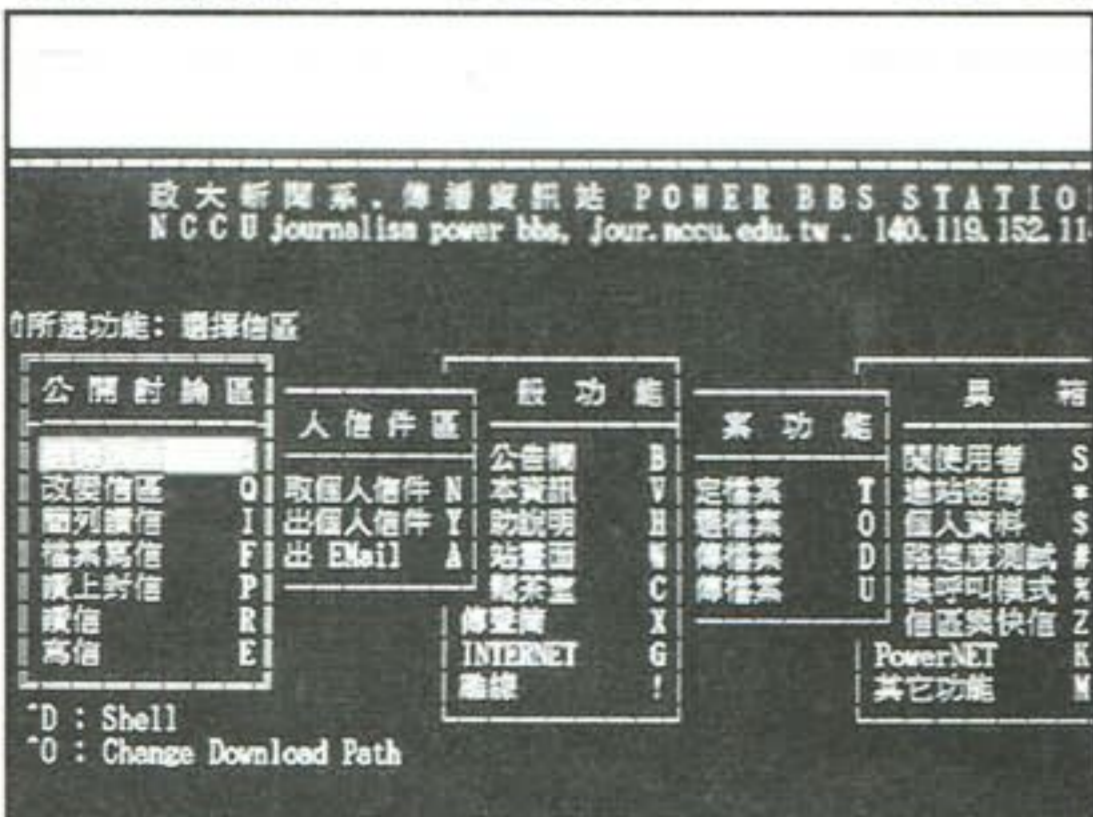 政大新聞系．傳播資訊站 POWER BBS STATIO
NCCU journalism power bbs, jour.nccu.edu.tw . 140.119.152.11
所選功能: 選擇信區
公開討論區
改變信區 Q
簡列讀信 I
檔案寫信 F
讀上封信 P
讀信 R
寫信 E
人信件區
取個人信件 N
出個人信件 Y
出 EMail A
般功能
公告欄 B
本資訊 V
助說明 H
站畫面 W
茶室 C
X
INTERNET G
離線 !
案功能
定檔案 T
選檔案 O
傳檔案 D
傳檔案 U
具箱
閱使用者 S
進站密碼 *
個人資料 S
路速度測試 #
換呼叫模式 %
信區與快信 Z
PowerNET K
其它功能 M
^D : Shell
^O : Change Download Path